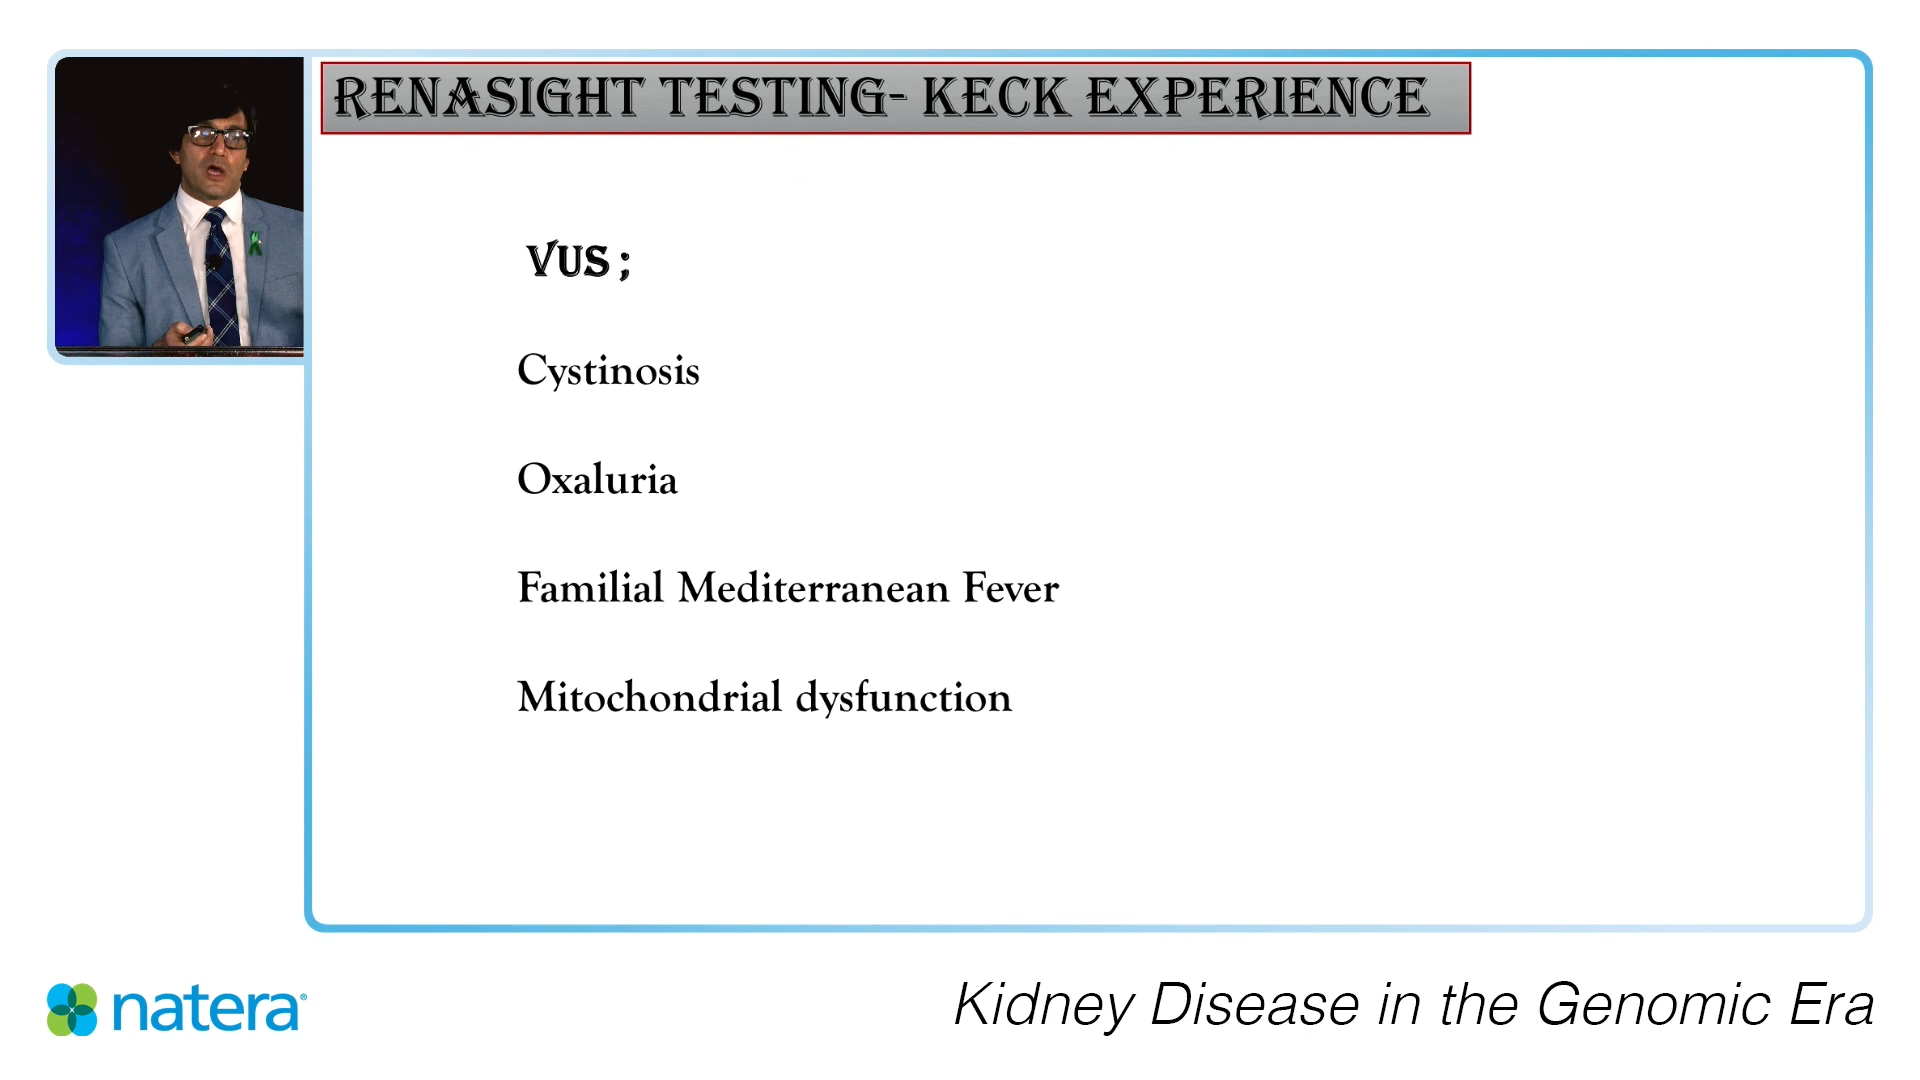 RENASIGHT TESTING- KECK EXPERIENCE
VUS ;
Cystinosis
Oxaluria
Familial Mediterranean Fever
Mitochondrial dysfunction
natera®
Kidney Disease in the Genomic Era